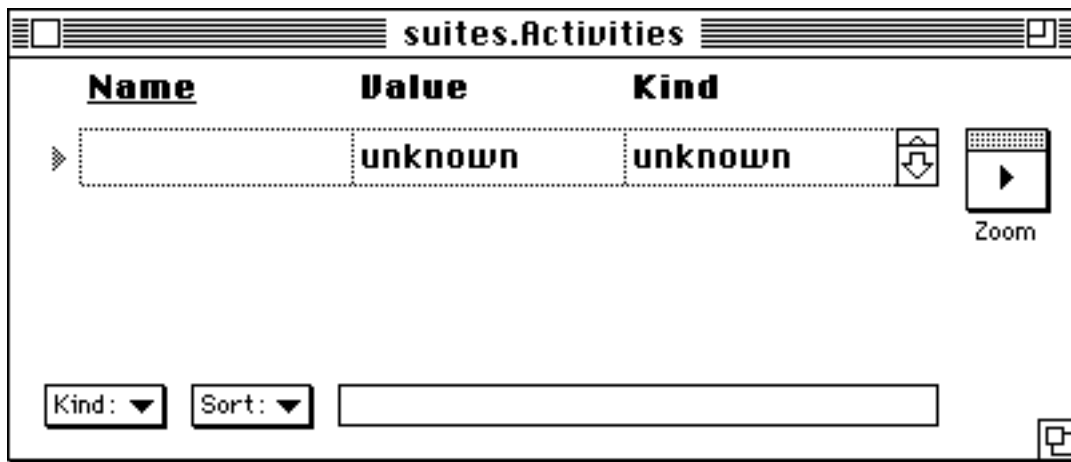 suites.Activities
Name Value Kind
unknown unknown
Zoom
Kind: Sort: